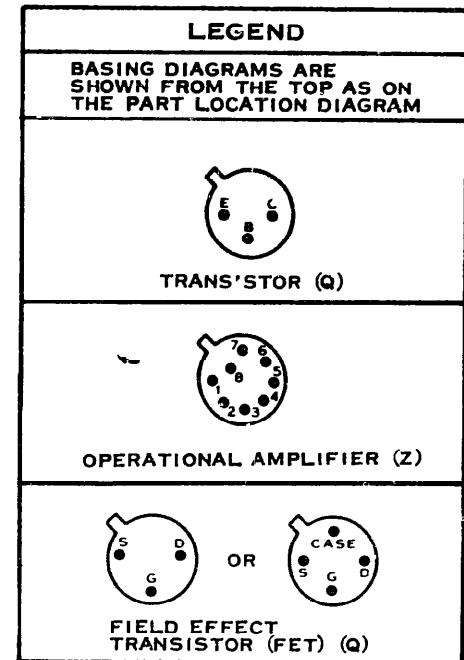 LEGEND
BASING DIAGRAMS ARE
SHOWN FROM THE TOP AS ON
THE PART LOCATION DIAGRAM
E C
B
TRANS'STOR (Q)
7 6
8 5
1 4
2 3
OPERATIONAL AMPLIFIER (Z)
S D
G
OR
CASE
S G D
FIELD EFFECT
TRANSISTOR (FET) (Q)